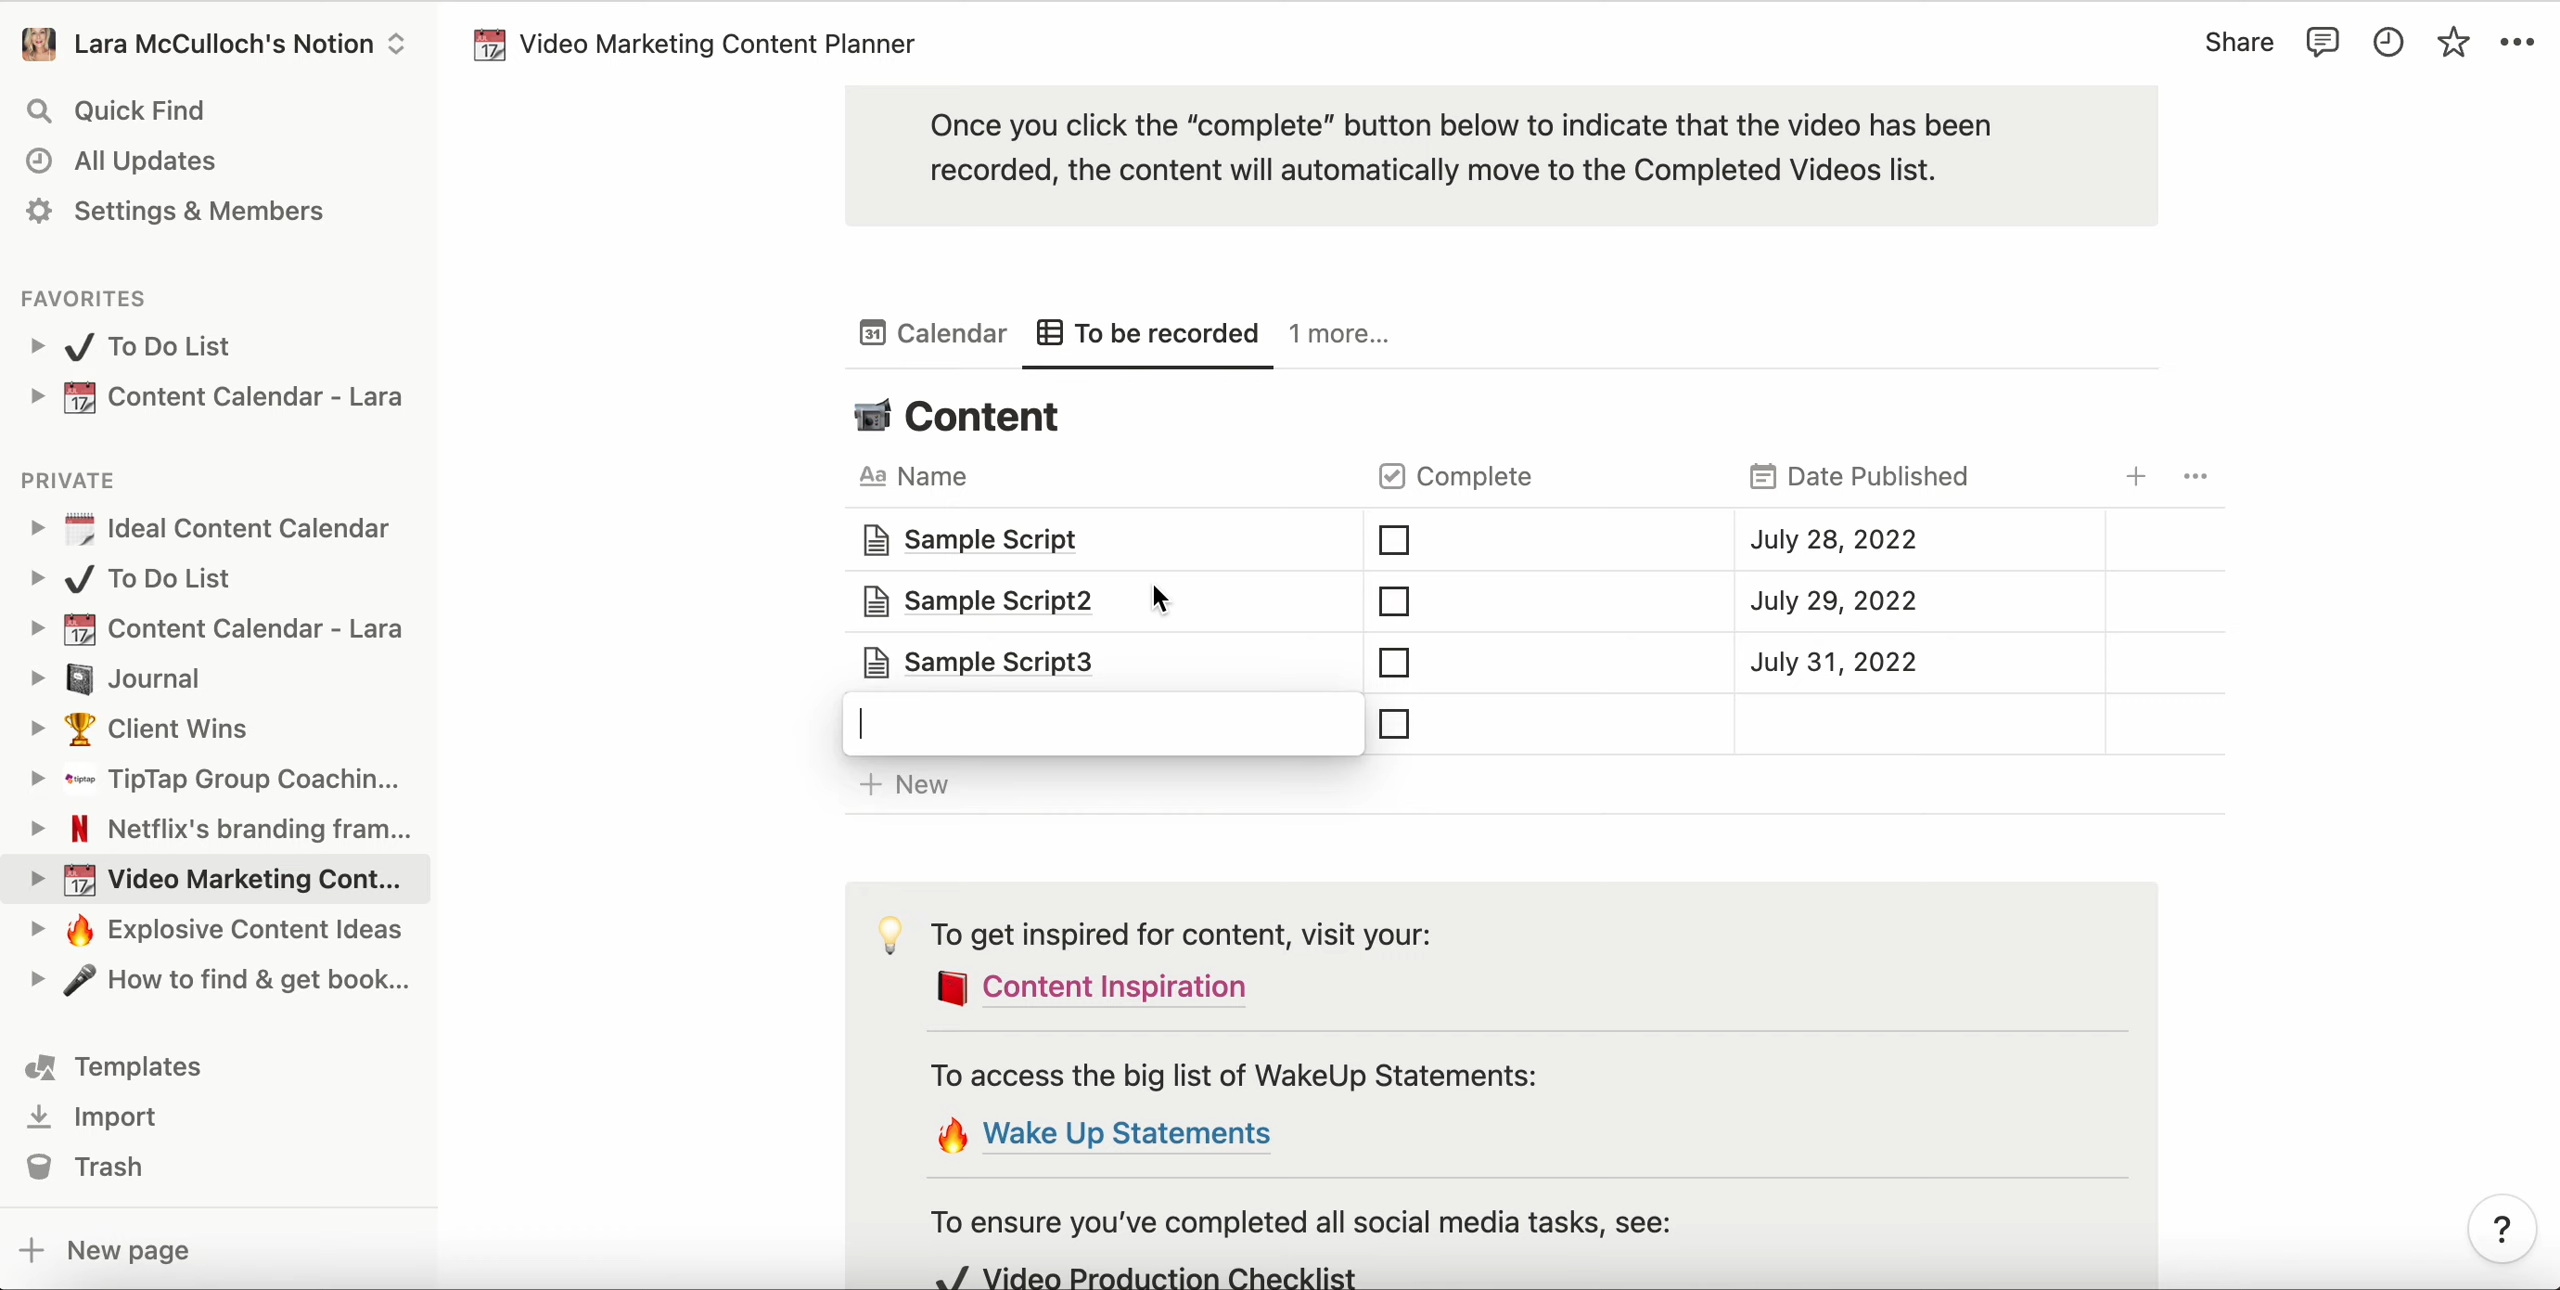 Lara McCulloch's Notion
Video Marketing Content Planner
Share
Quick Find
All Updates
Settings & Members
FAVORITES
To Do List
Content Calendar - Lara
PRIVATE
Ideal Content Calendar
To Do List
Content Calendar - Lara
Journal
Client Wins
TipTap Group Coachin...
Netflix's branding fram...
Video Marketing Cont...
Explosive Content Ideas
How to find & get book...
Templates
Import
Trash
New page
Once you click the “complete” button below to indicate that the video has been
recorded, the content will automatically move to the Completed Videos list.
Calendar To be recorded 1 more...
Content
Aa Name Complete Date Published
Sample Script July 28, 2022
Sample Script2 July 29, 2022
Sample Script3 July 31, 2022
New
To get inspired for content, visit your:
Content Inspiration
To access the big list of WakeUp Statements:
Wake Up Statements
To ensure you’ve completed all social media tasks, see:
Video Production Checklist
?